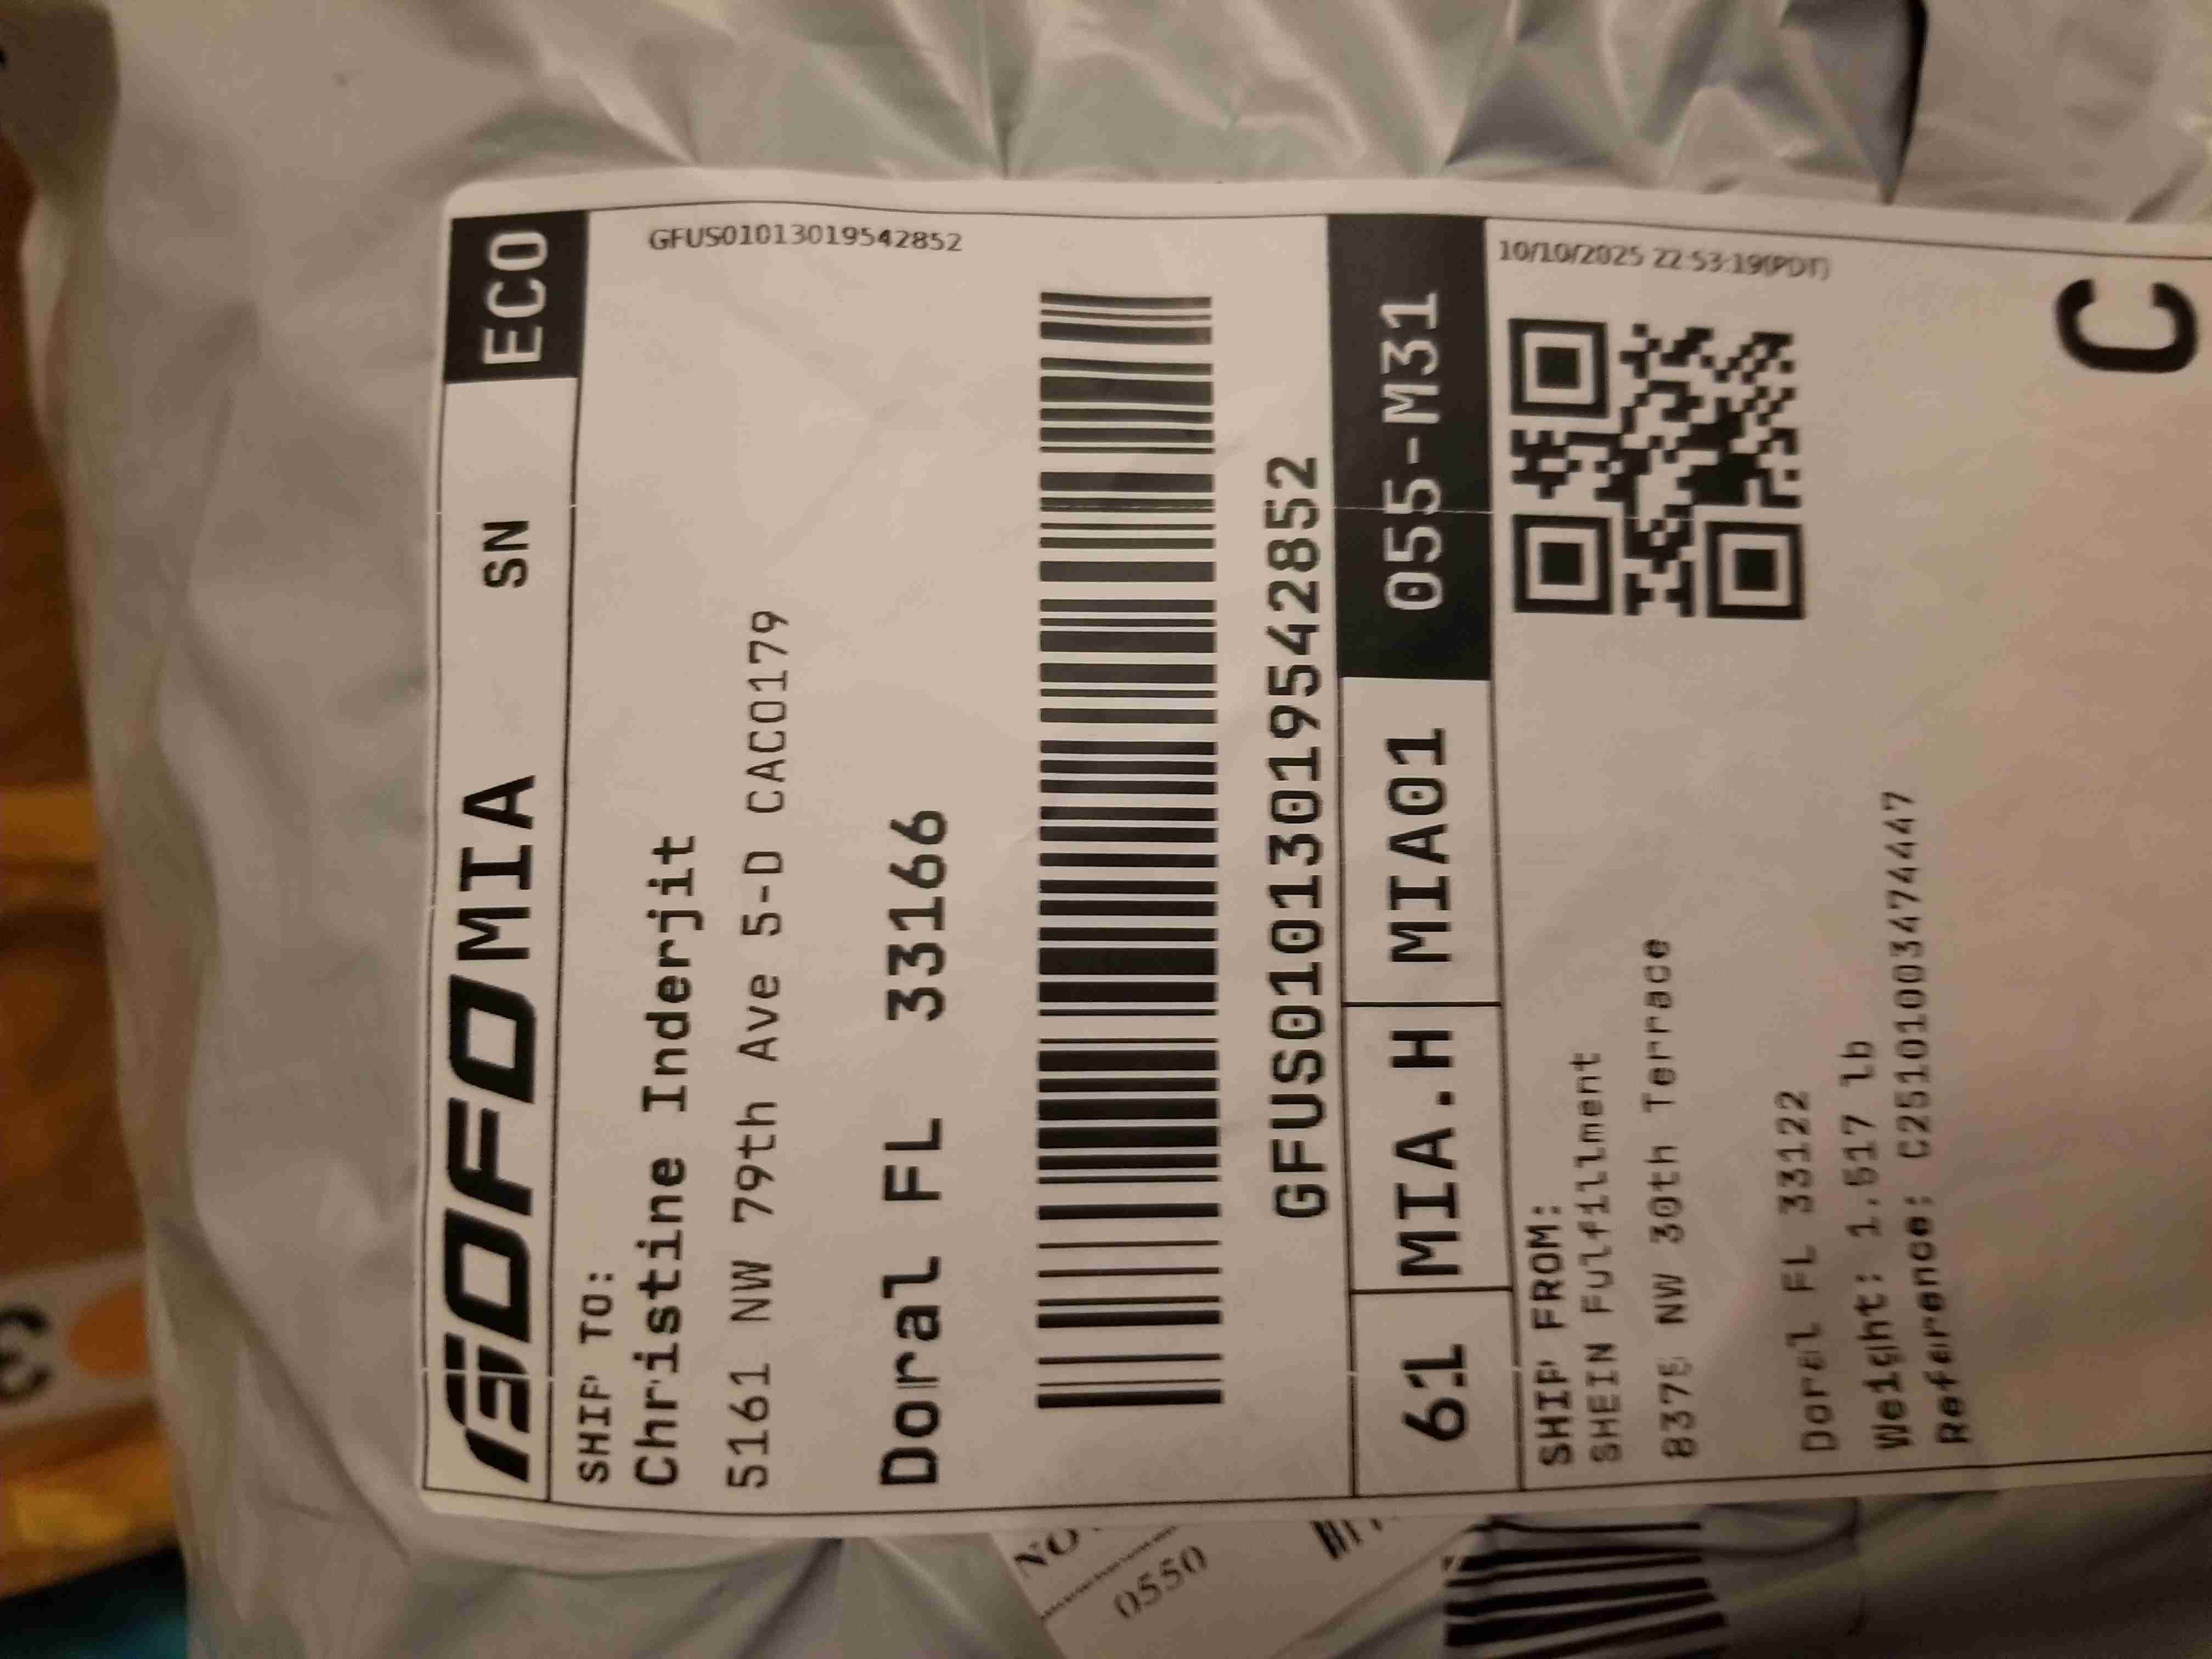 GOFO MIA SN ECO
GFUS01013019542852
SHIP TO:
Christine Inderjit
5161 NW 79th Ave 5-D CAC0179
Doral FL 33166
GFUS01013019542852
61 MIA.H MIA01 055-M31
10/10/2025 22:53:19(PDT)
SHIP FROM:
SHEIN Fulfillment
8375 NW 30th Terrace
Doral FL 33122
Weight: 1.517 lb
Reference: C25101003474447
C
NO
0550